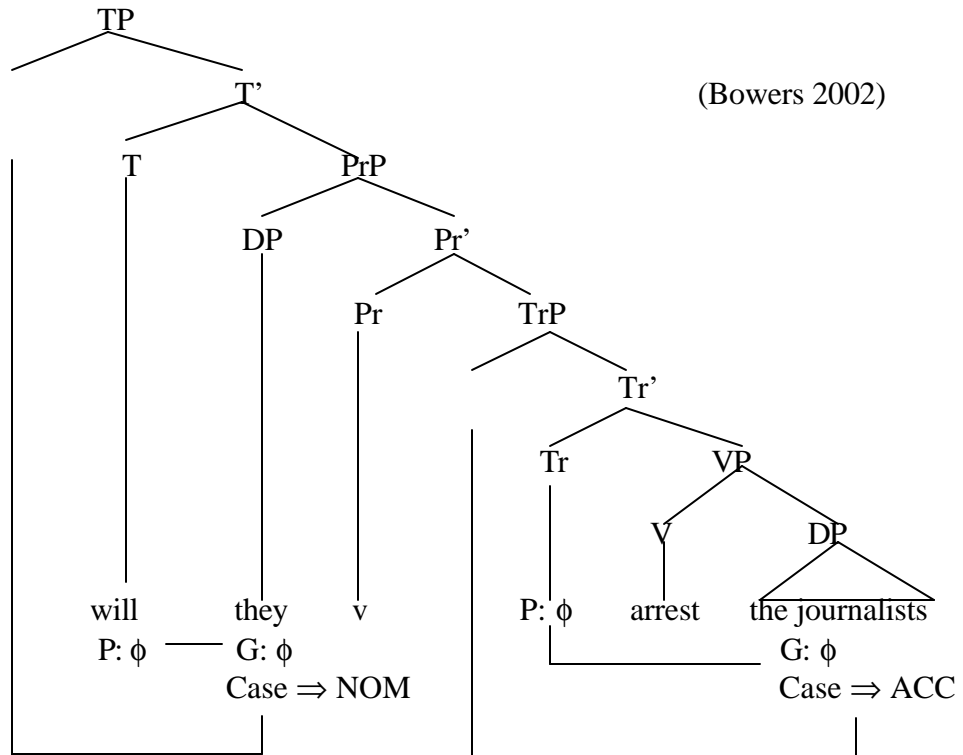 TP
T’ (Bowers 2002)
T PrP
DP Pr’
Pr TrP
Tr’
Tr VP
V DP
will they v P: ϕ arrest the journalists
P: ϕ G: ϕ G: ϕ
Case ⇒ NOM Case ⇒ ACC